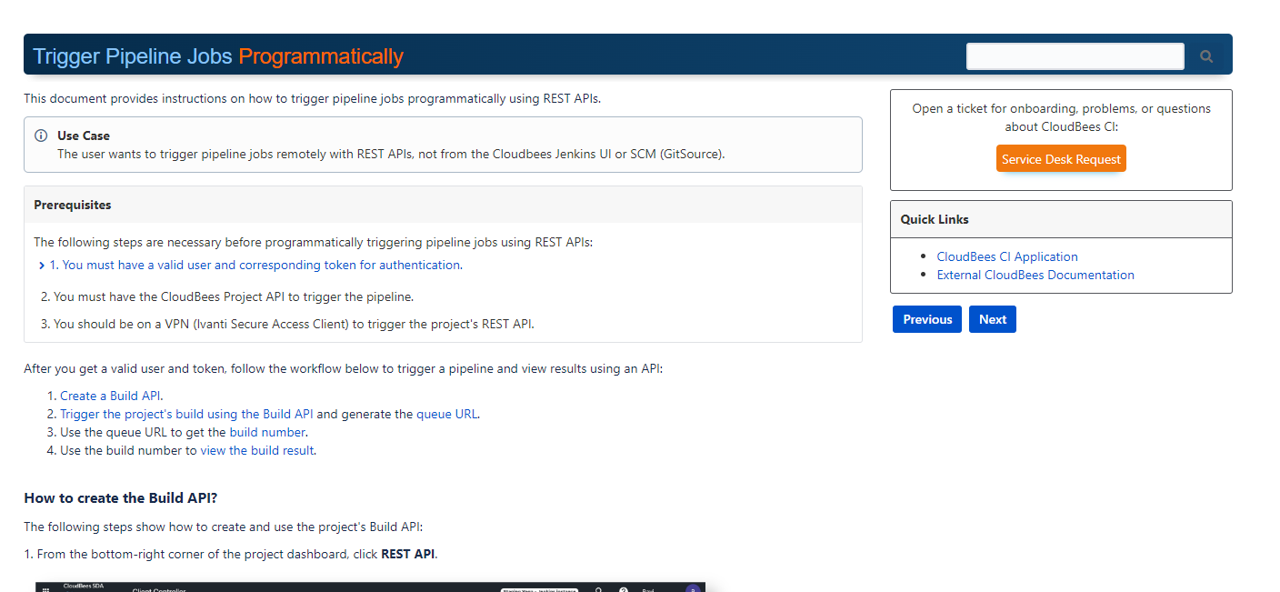 Trigger Pipeline Jobs Programmatically
This document provides instructions on how to trigger pipeline jobs programmatically using REST APIs.
Use Case
The user wants to trigger pipeline jobs remotely with REST APIs, not from the Cloudbees Jenkins UI or SCM (GitSource).
Prerequisites
The following steps are necessary before programmatically triggering pipeline jobs using REST APIs:
1. You must have a valid user and corresponding token for authentication.
2. You must have the CloudBees Project API to trigger the pipeline.
3. You should be on a VPN (Ivanti Secure Access Client) to trigger the project's REST API.
After you get a valid user and token, follow the workflow below to trigger a pipeline and view results using an API:
1. Create a Build API.
2. Trigger the project's build using the Build API and generate the queue URL.
3. Use the queue URL to get the build number.
4. Use the build number to view the build result.
How to create the Build API?
The following steps show how to create and use the project's Build API:
1. From the bottom-right corner of the project dashboard, click REST API.
CloudBees SDA
Client Controller
Open a ticket for onboarding, problems, or questions
about CloudBees CI:
Service Desk Request
Quick Links
CloudBees CI Application
External CloudBees Documentation
Previous
Next